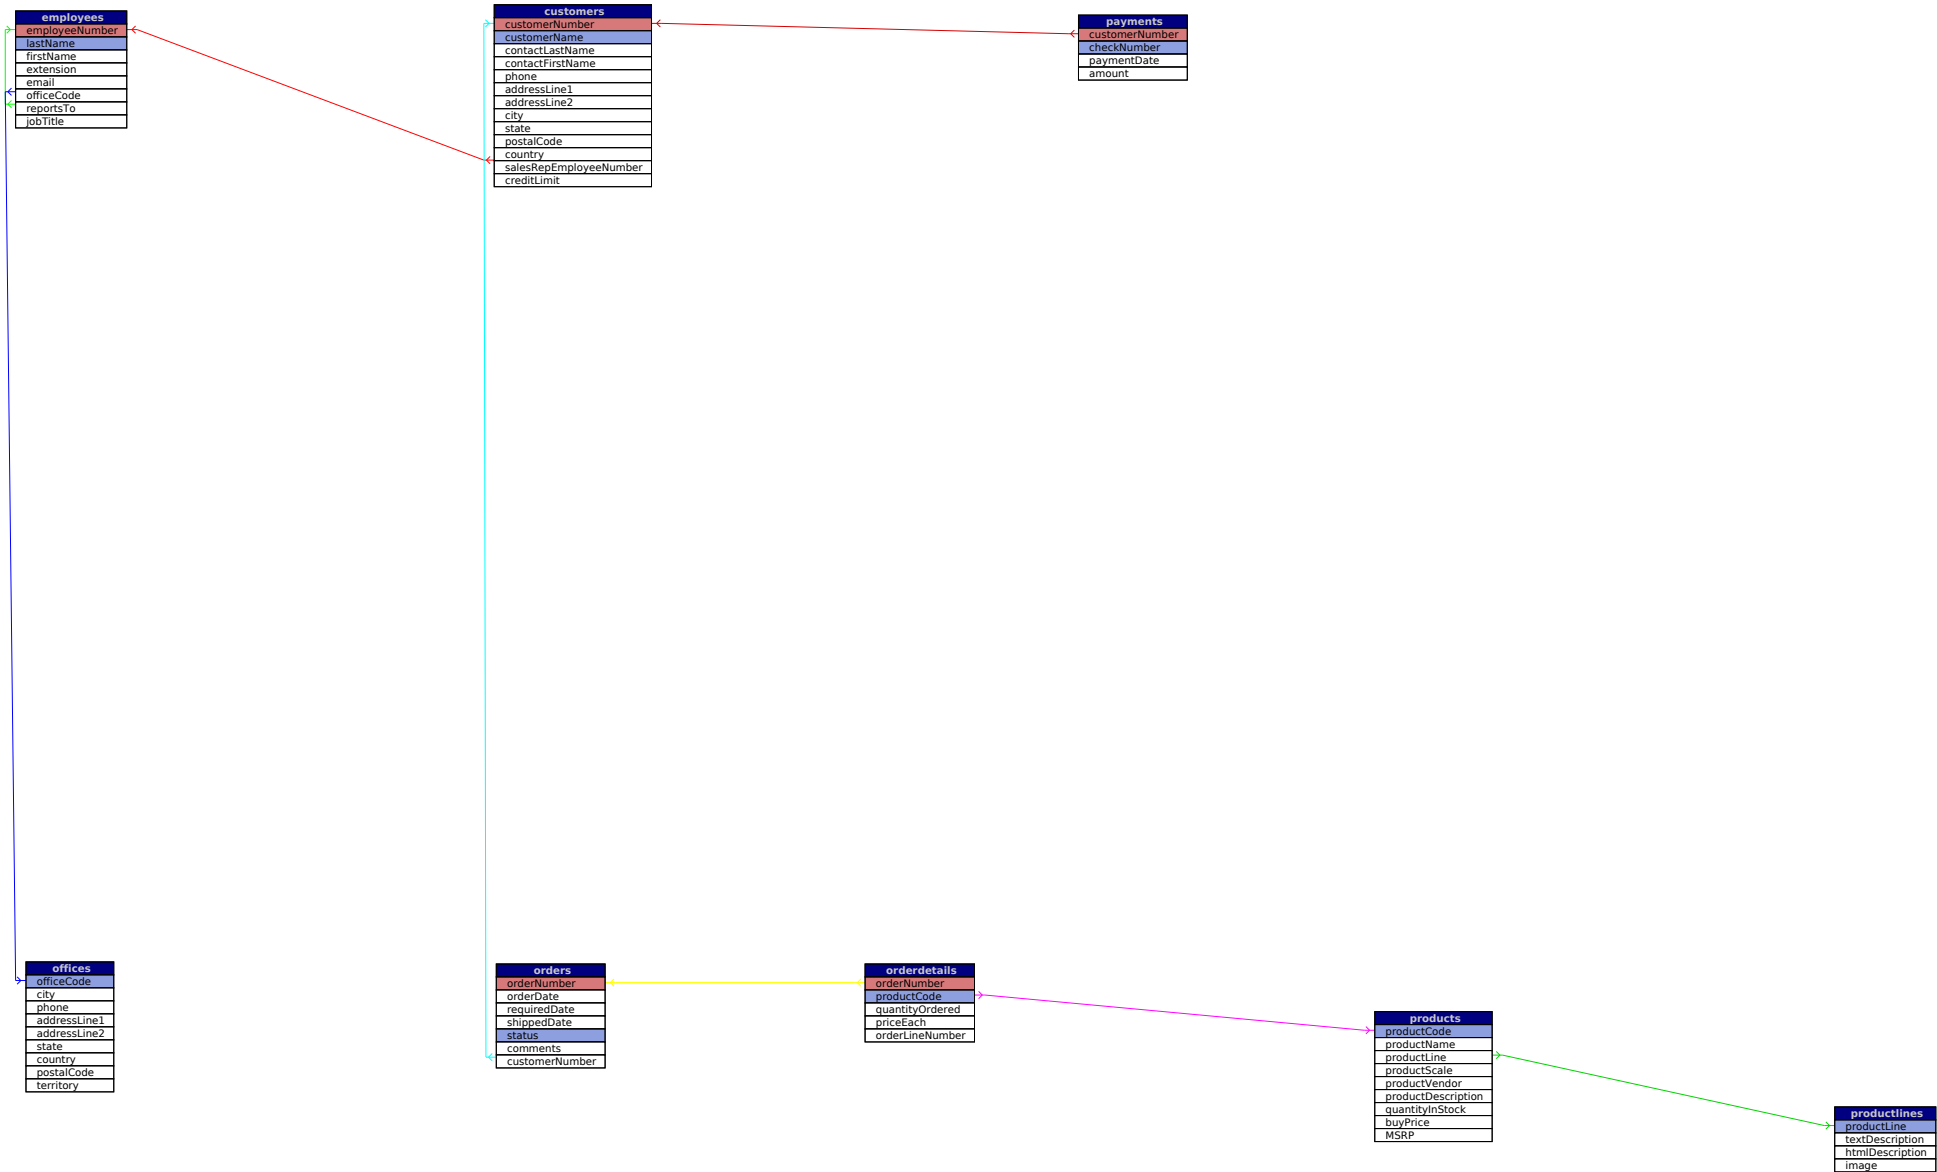 employees
employeeNumber
lastName
firstName
extension
email
officeCode
reportsTo
jobTitle
customers
customerNumber
customerName
contactLastName
contactFirstName
phone
addressLine1
addressLine2
city
state
postalCode
country
salesRepEmployeeNumber
creditLimit
payments
customerNumber
checkNumber
paymentDate
amount
offices
officeCode
city
phone
addressLine1
addressLine2
state
country
postalCode
territory
orders
orderNumber
orderDate
requiredDate
shippedDate
status
comments
customerNumber
orderdetails
orderNumber
productCode
quantityOrdered
priceEach
orderLineNumber
products
productCode
productName
productLine
productScale
productVendor
productDescription
quantityInStock
buyPrice
MSRP
productlines
productLine
textDescription
htmlDescription
image